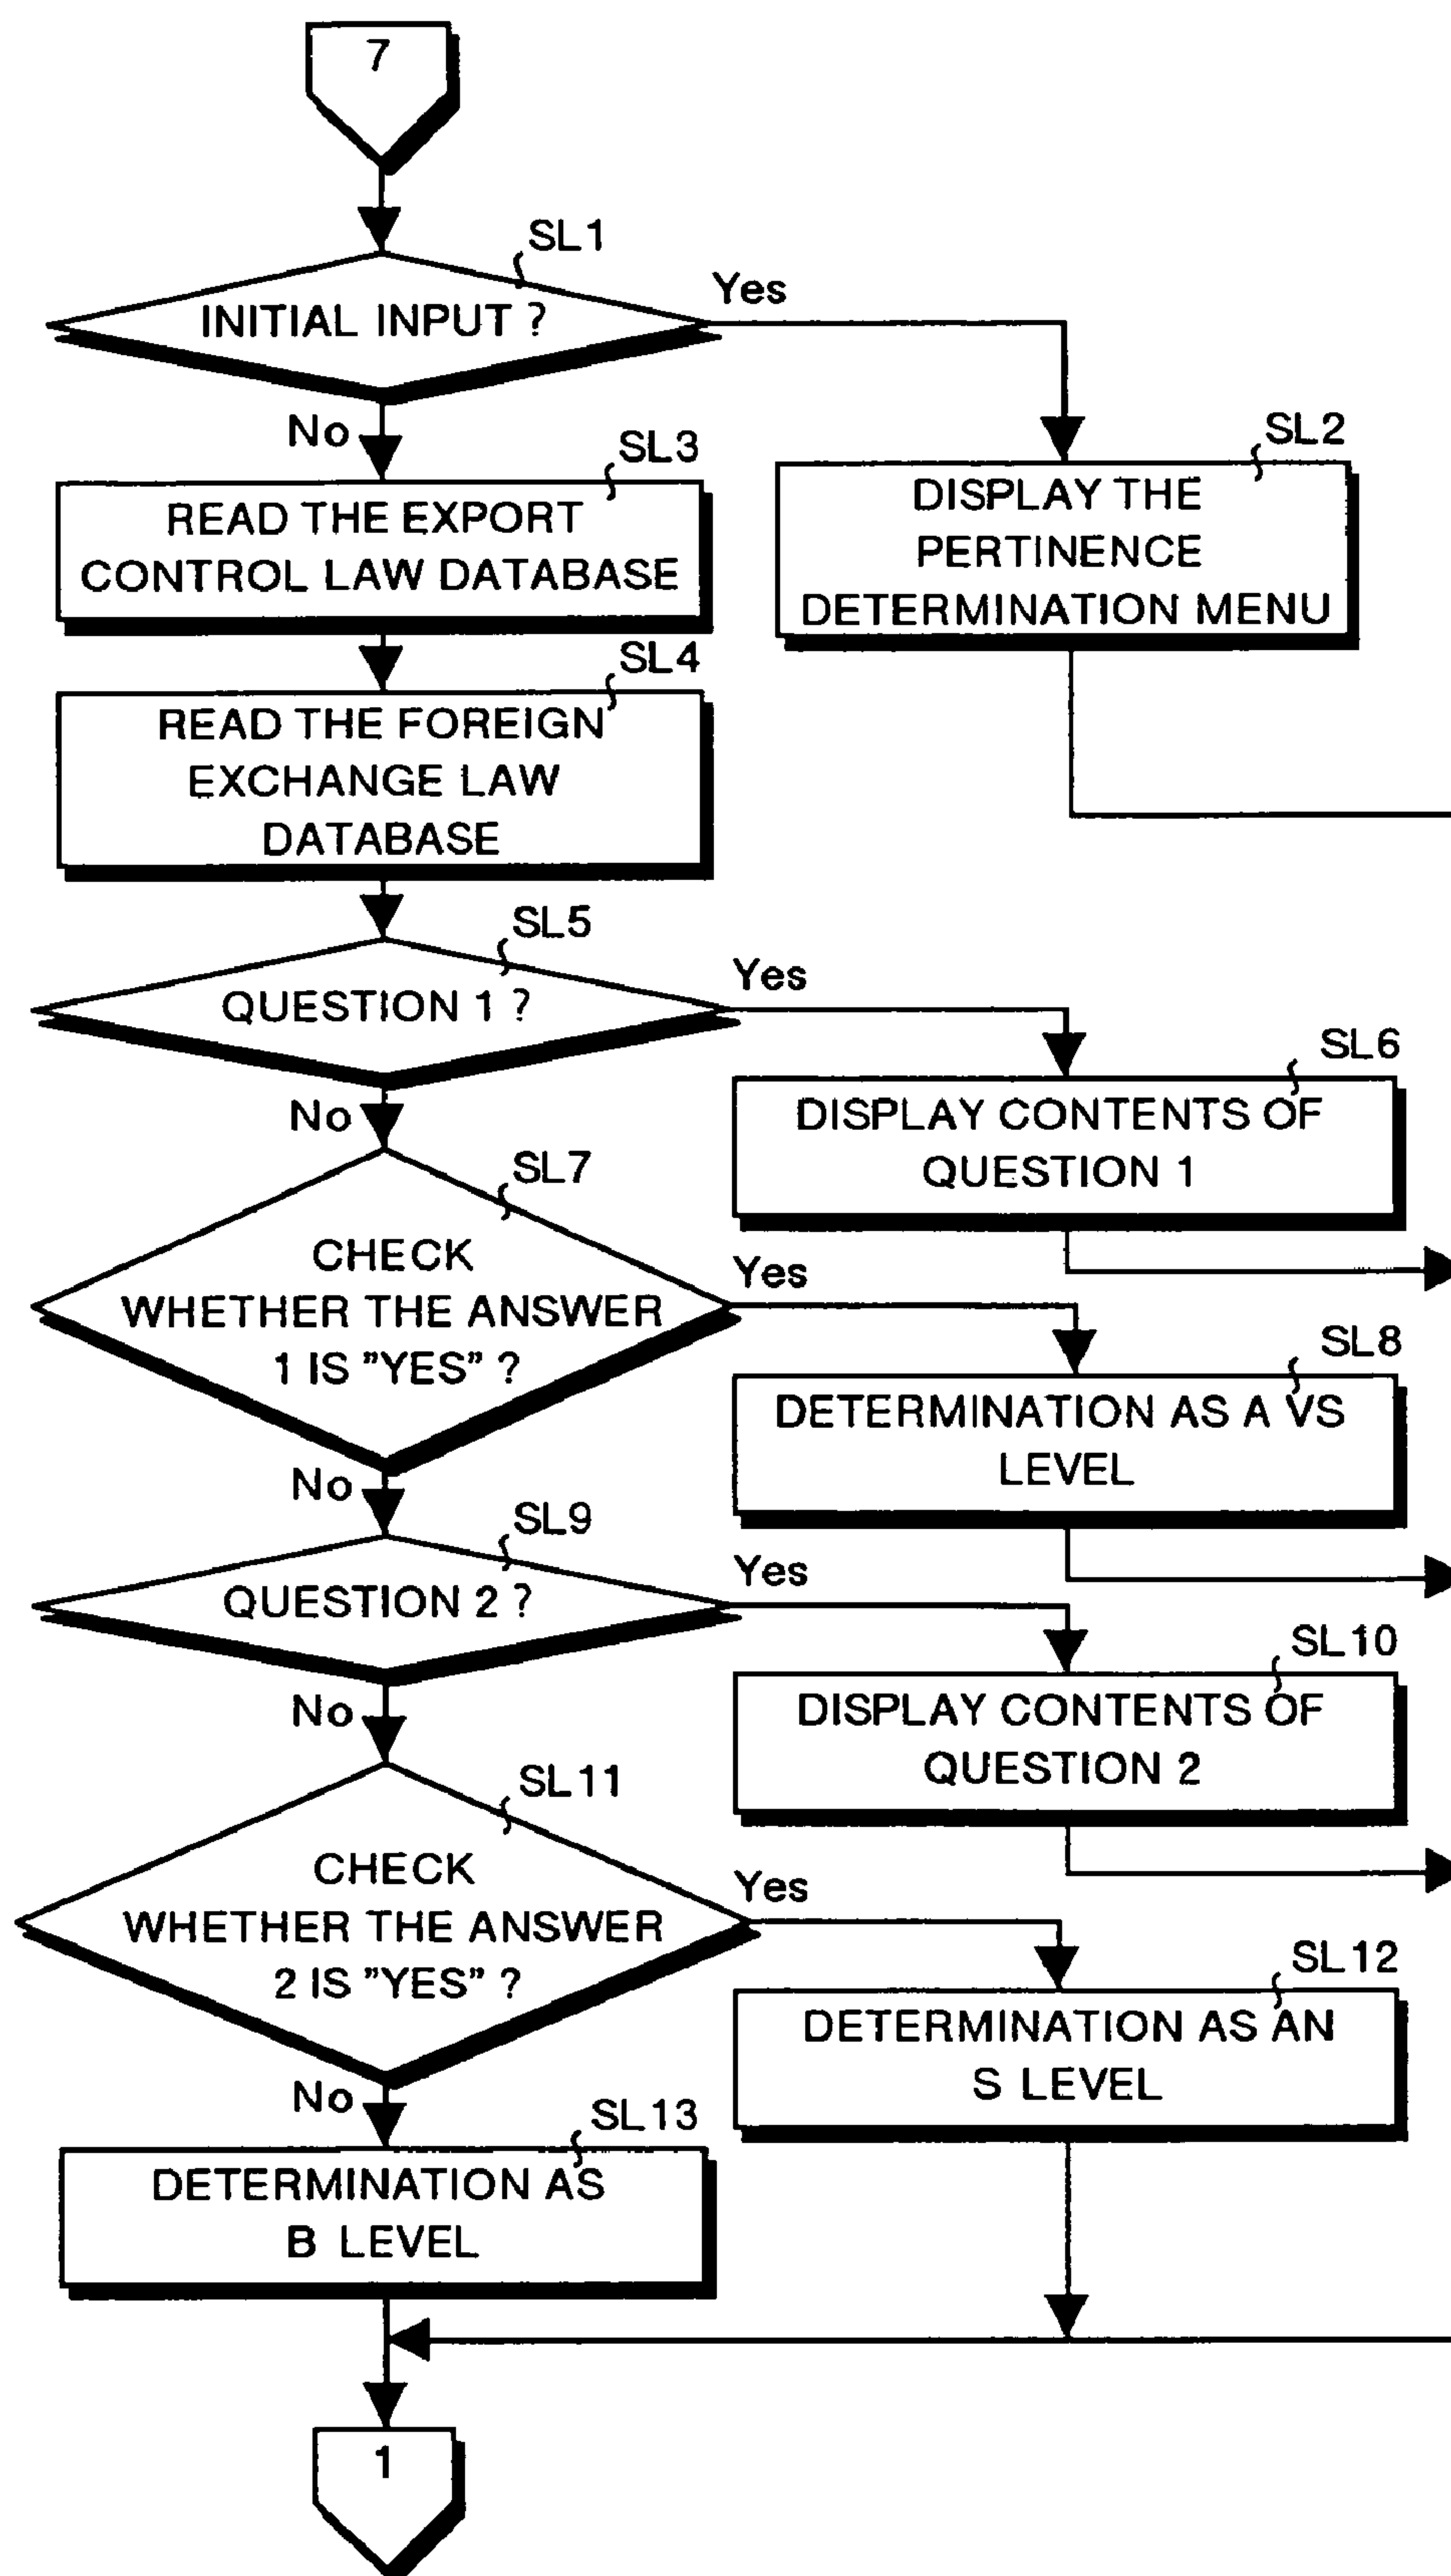 7
SL1
INITIAL INPUT ?
Yes
No
SL2
DISPLAY THE
PERTINENCE
DETERMINATION MENU
SL3
READ THE EXPORT
CONTROL LAW DATABASE
SL4
READ THE FOREIGN
EXCHANGE LAW
DATABASE
SL5
QUESTION 1 ?
Yes
No
SL6
DISPLAY CONTENTS OF
QUESTION 1
SL7
CHECK
WHETHER THE ANSWER
1 IS ”YES” ?
Yes
No
SL8
DETERMINATION AS A VS
LEVEL
SL9
QUESTION 2 ?
Yes
No
SL10
DISPLAY CONTENTS OF
QUESTION 2
SL11
CHECK
WHETHER THE ANSWER
2 IS ”YES” ?
Yes
No
SL12
DETERMINATION AS AN
S LEVEL
SL13
DETERMINATION AS
B LEVEL
1